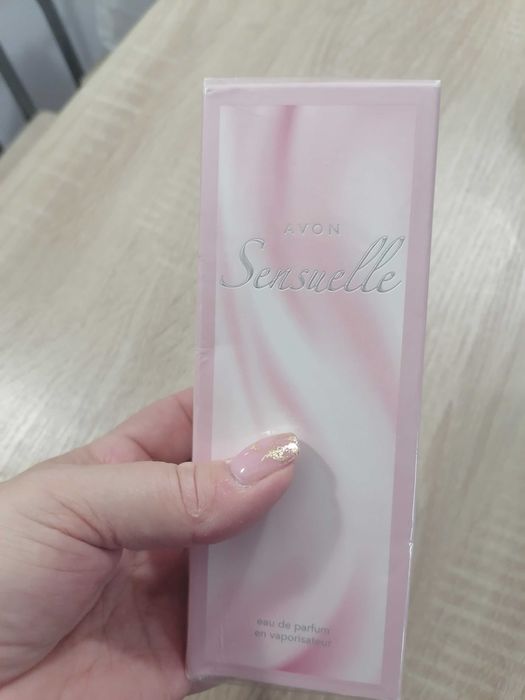 AVON
Sensuelle
eau de parfum
en vaporisateur